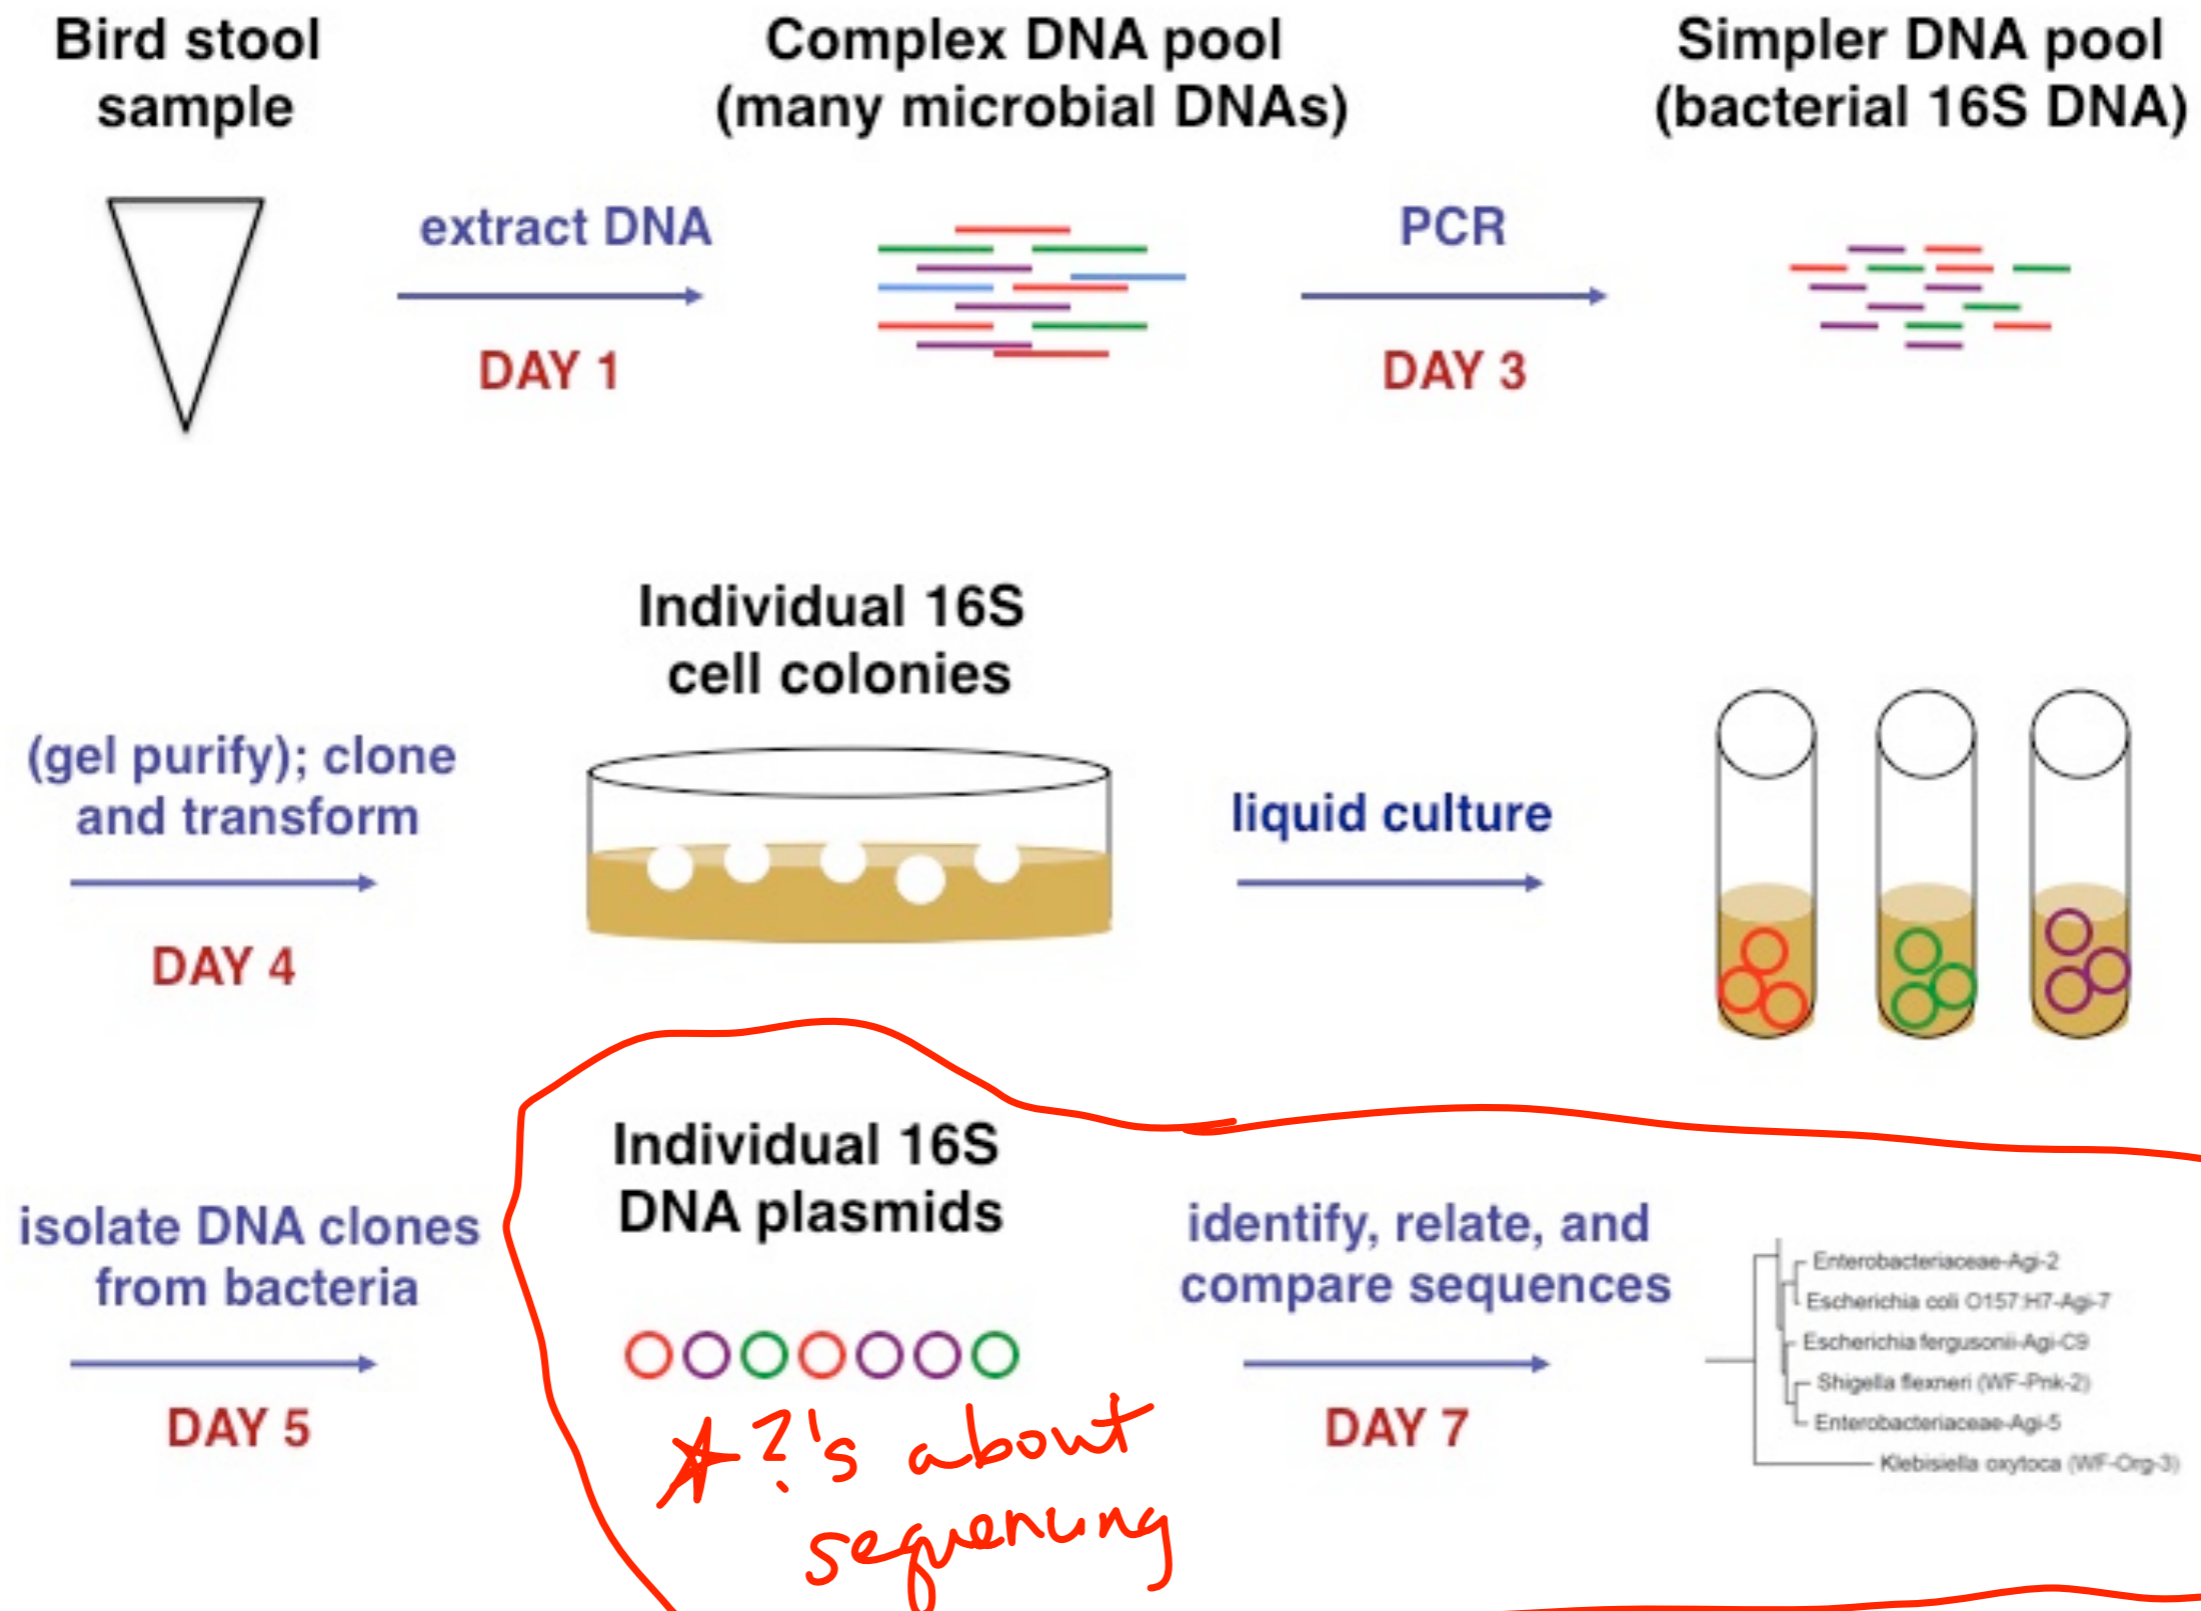 Bird stool
sample
extract DNA
DAY 1
Complex DNA pool
(many microbial DNAs)
PCR
DAY 3
Simpler DNA pool
(bacterial 16S DNA)
(gel purify); clone
and transform
DAY 4
Individual 16S
cell colonies
liquid culture
isolate DNA clones
from bacteria
DAY 5
Individual 16S
DNA plasmids
★ ?'s about
sequencing
identify, relate, and
compare sequences
DAY 7
Enterobacteriaceae-Agi-2
Escherichia coli O157:H7-Agi-7
Escherichia fergusonii-Agi-C9
Shigella flexneri (WF-Pnk-2)
Enterobacteriaceae-Agi-5
Klebisiella oxytoca (WF-Org-3)